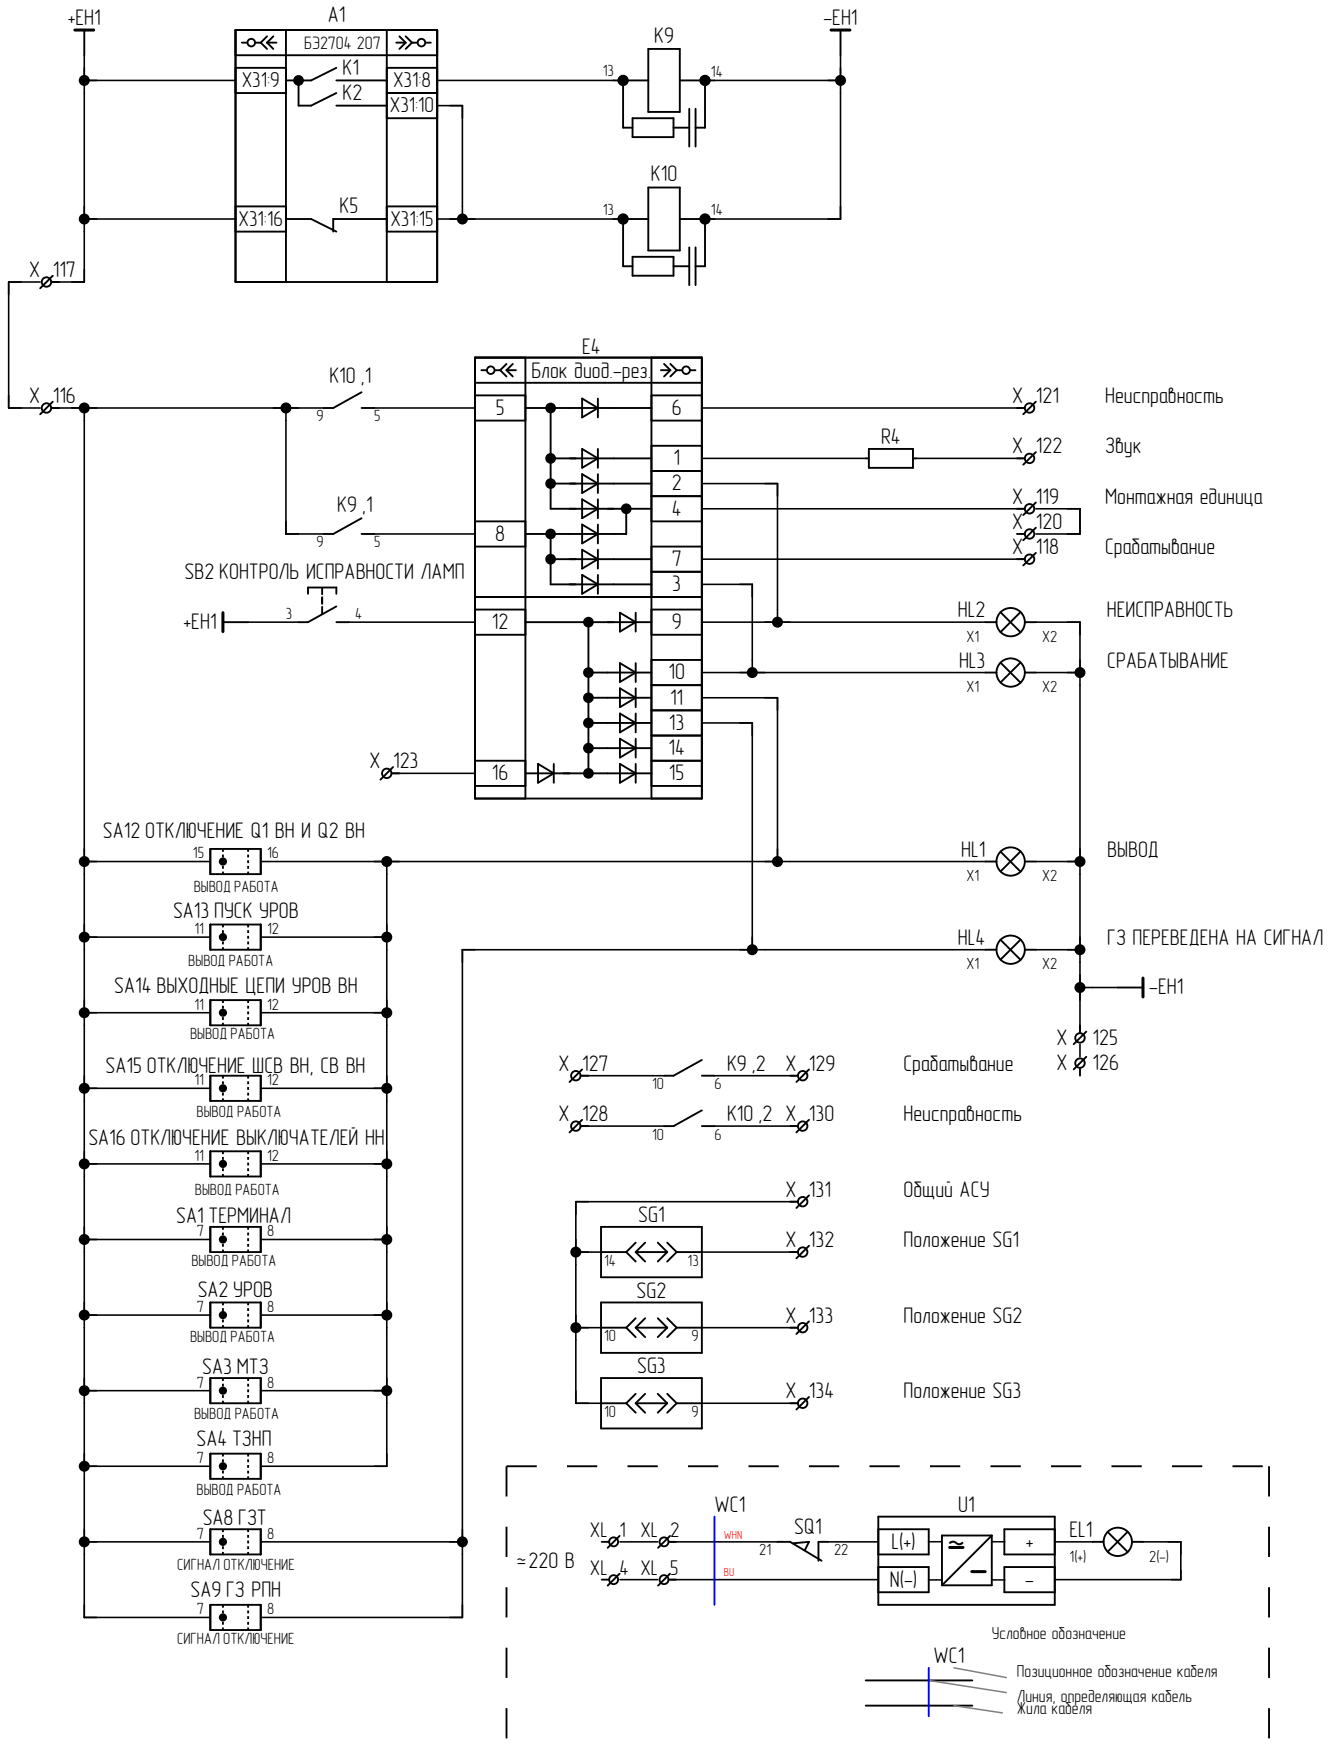 +EH1
A1
-EH1
БЭ2704 207
K9
X31:9
K1
X31:8
13
14
K2
X31:10
K10
X31:16
K5
X31:15
13
14
X 117
E4
Блок диод.-рез.
K10 ,1
X 116
9
5
5
6
X 121
Неисправность
R4
1
X 122
Звук
2
K9 ,1
4
X 119
Монтажная единица
9
5
8
X 120
7
X 118
Срабатывание
SB2 КОНТРОЛЬ ИСПРАВНОСТИ ЛАМП
3
+EH1
3
4
12
9
HL2
X1
X2
НЕИСПРАВНОСТЬ
10
HL3
X1
X2
СРАБАТЫВАНИЕ
11
13
14
X 123
16
15
SA12 ОТКЛЮЧЕНИЕ Q1 ВН И Q2 ВН
15
16
ВЫВОД РАБОТА
HL1
X1
X2
ВЫВОД
SA13 ПУСК УРОВ
11
12
ВЫВОД РАБОТА
HL4
X1
X2
ГЗ ПЕРЕВЕДЕНА НА СИГНАЛ
SA14 ВЫХОДНЫЕ ЦЕПИ УРОВ ВН
11
12
ВЫВОД РАБОТА
-EH1
X 125
X 126
SA15 ОТКЛЮЧЕНИЕ ШСВ ВН, СВ ВН
11
12
ВЫВОД РАБОТА
X 127
10
K9 ,2
6
X 129
Срабатывание
X 128
10
K10 ,2
6
X 130
Неисправность
SA16 ОТКЛЮЧЕНИЕ ВЫКЛЮЧАТЕЛЕЙ НН
11
12
ВЫВОД РАБОТА
X 131
Общий АСУ
SA1 ТЕРМИНАЛ
7
8
ВЫВОД РАБОТА
SG1
14
13
X 132
Положение SG1
SA2 УРОВ
7
8
ВЫВОД РАБОТА
SG2
10
9
X 133
Положение SG2
SA3 МТЗ
7
8
ВЫВОД РАБОТА
SG3
10
9
X 134
Положение SG3
SA4 ТЗНП
7
8
ВЫВОД РАБОТА
SA8 ГЗТ
7
8
СИГНАЛ ОТКЛЮЧЕНИЕ
SA9 ГЗ РПН
7
8
СИГНАЛ ОТКЛЮЧЕНИЕ
WC1
U1
≃220 В
XL 1
XL 2
WHN
21
SQ1
22
L(+)
≃
+
EL1
1(+)
2(-)
XL 4
XL 5
BU
N(-)
-
-
Условное обозначение
WC1
Позиционное обозначение кабеля
Линия, определяющая кабель
Жила кабеля